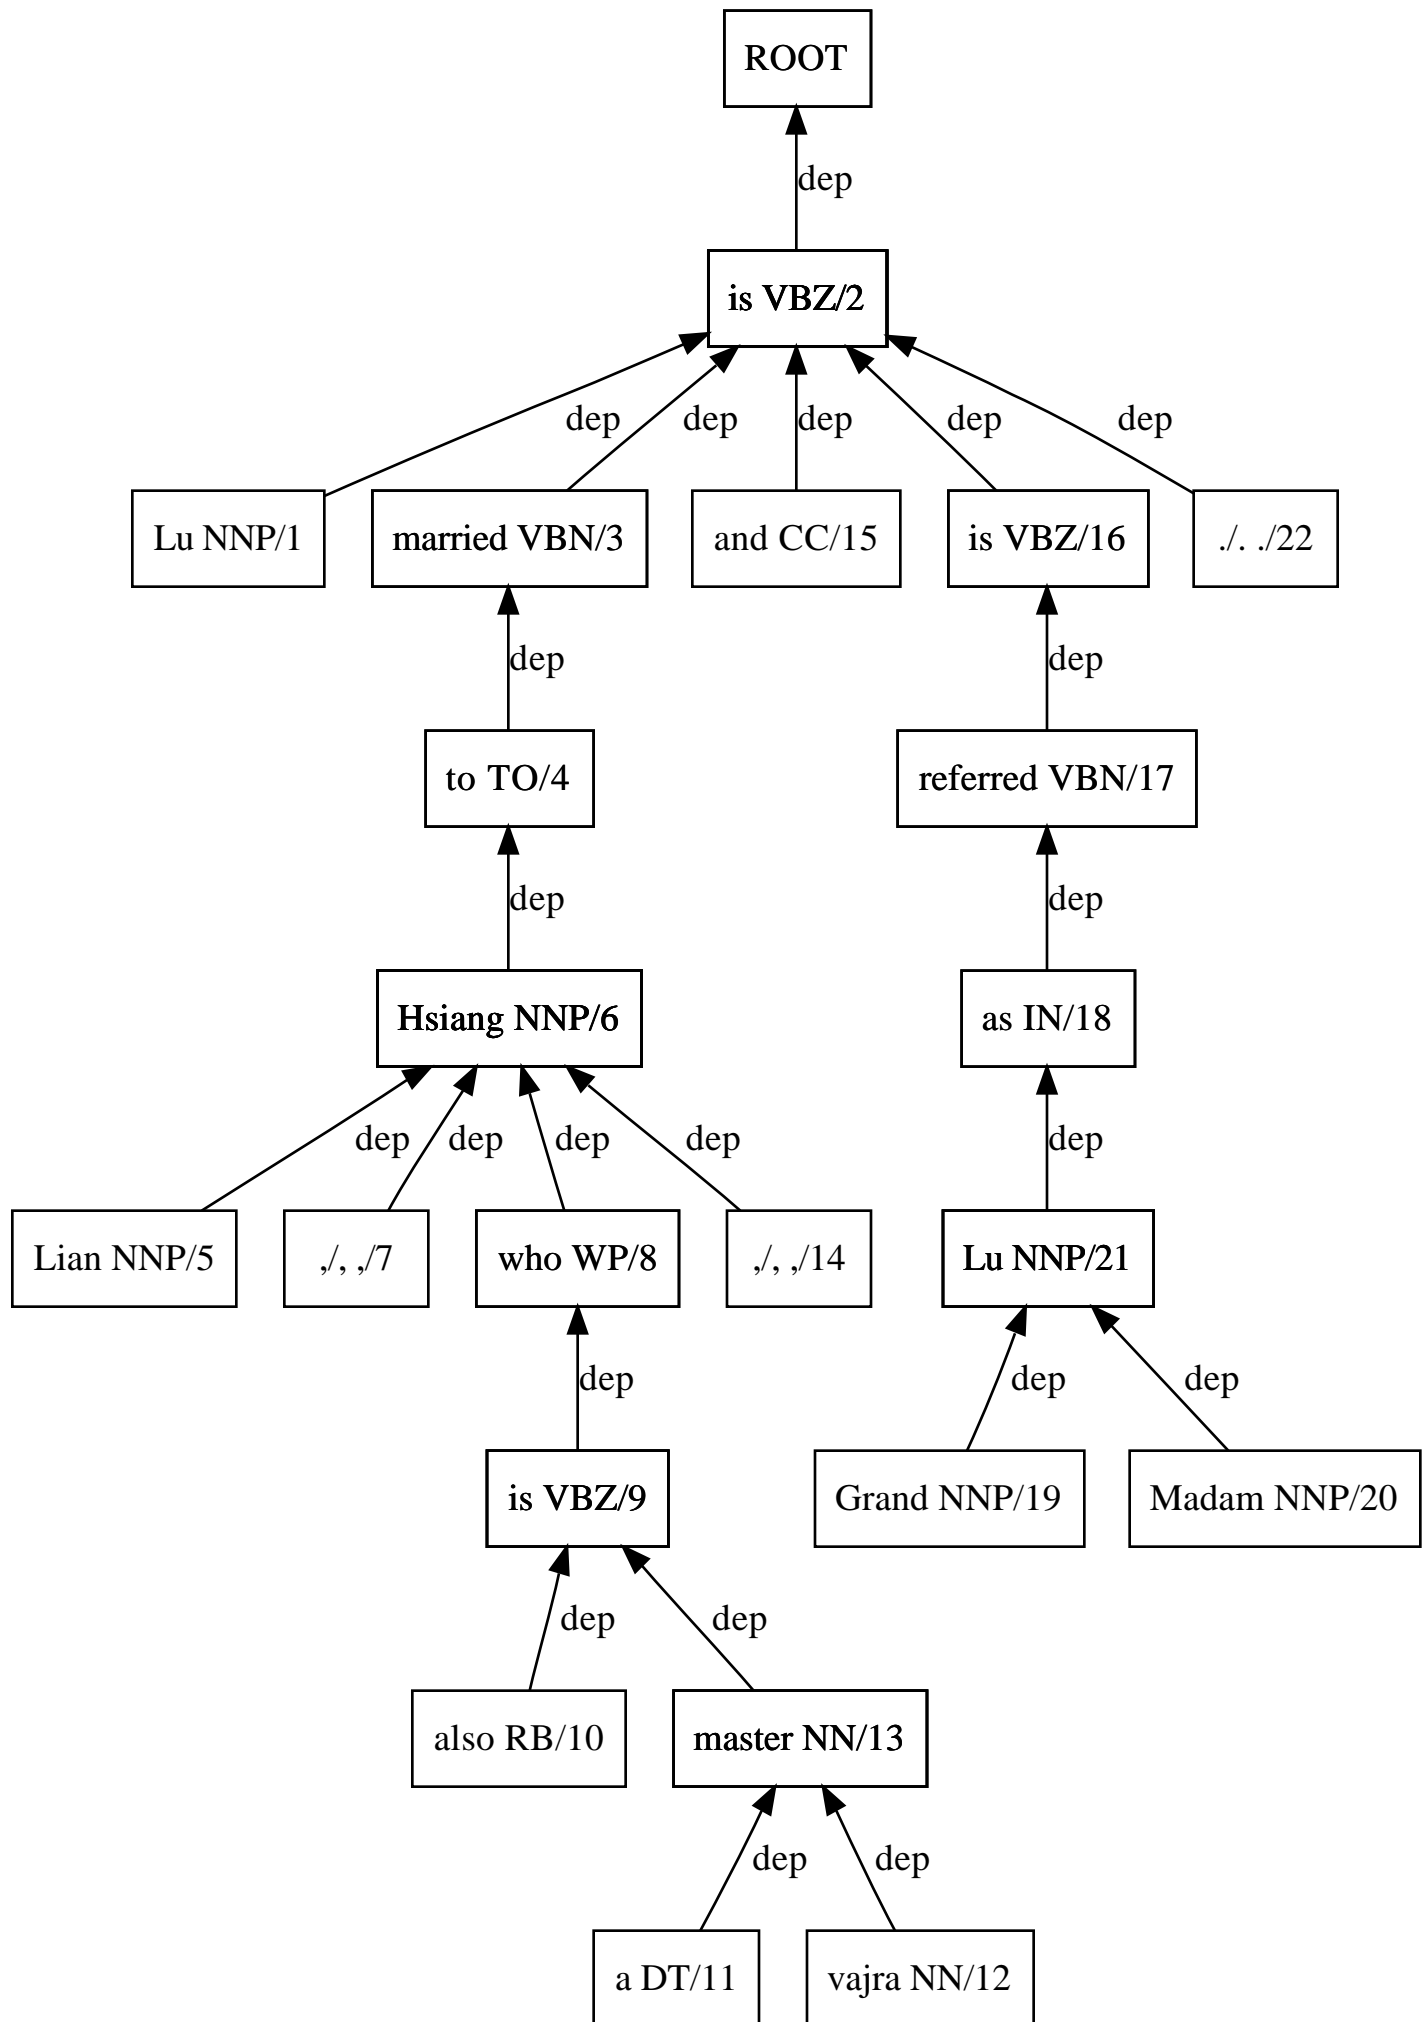 ROOT
dep
is VBZ/2
dep dep dep dep dep
Lu NNP/1 married VBN/3 and CC/15 is VBZ/16 ./. ./22
dep dep
to TO/4 referred VBN/17
dep dep
Hsiang NNP/6 as IN/18
dep dep dep dep dep
Lian NNP/5 ,/, ,/7 who WP/8 ,/, ,/14 Lu NNP/21
dep dep dep
is VBZ/9 Grand NNP/19 Madam NNP/20
dep dep
also RB/10 master NN/13
dep dep
a DT/11 vajra NN/12